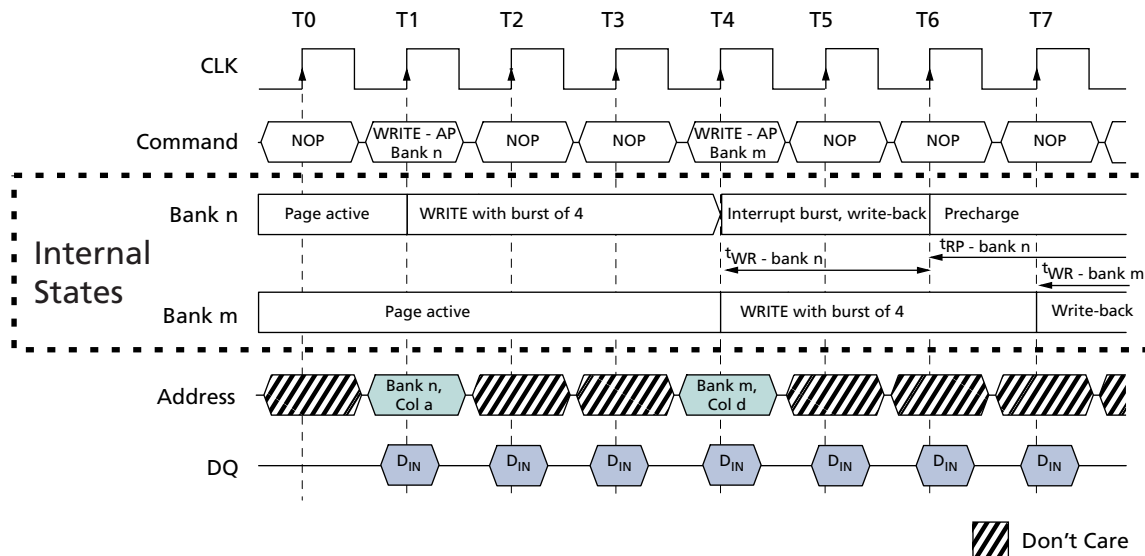 T0 T1 T2 T3 T4 T5 T6 T7
CLK
Command NOP WRITE - AP Bank n NOP NOP WRITE - AP Bank m NOP NOP NOP
Internal States
Bank n Page active WRITE with burst of 4 Interrupt burst, write-back Precharge
tWR - bank n tRP - bank n
tWR - bank m
Bank m Page active WRITE with burst of 4 Write-back
Address Bank n, Col a Bank m, Col d
DQ DIN DIN DIN DIN DIN DIN DIN
Don't Care